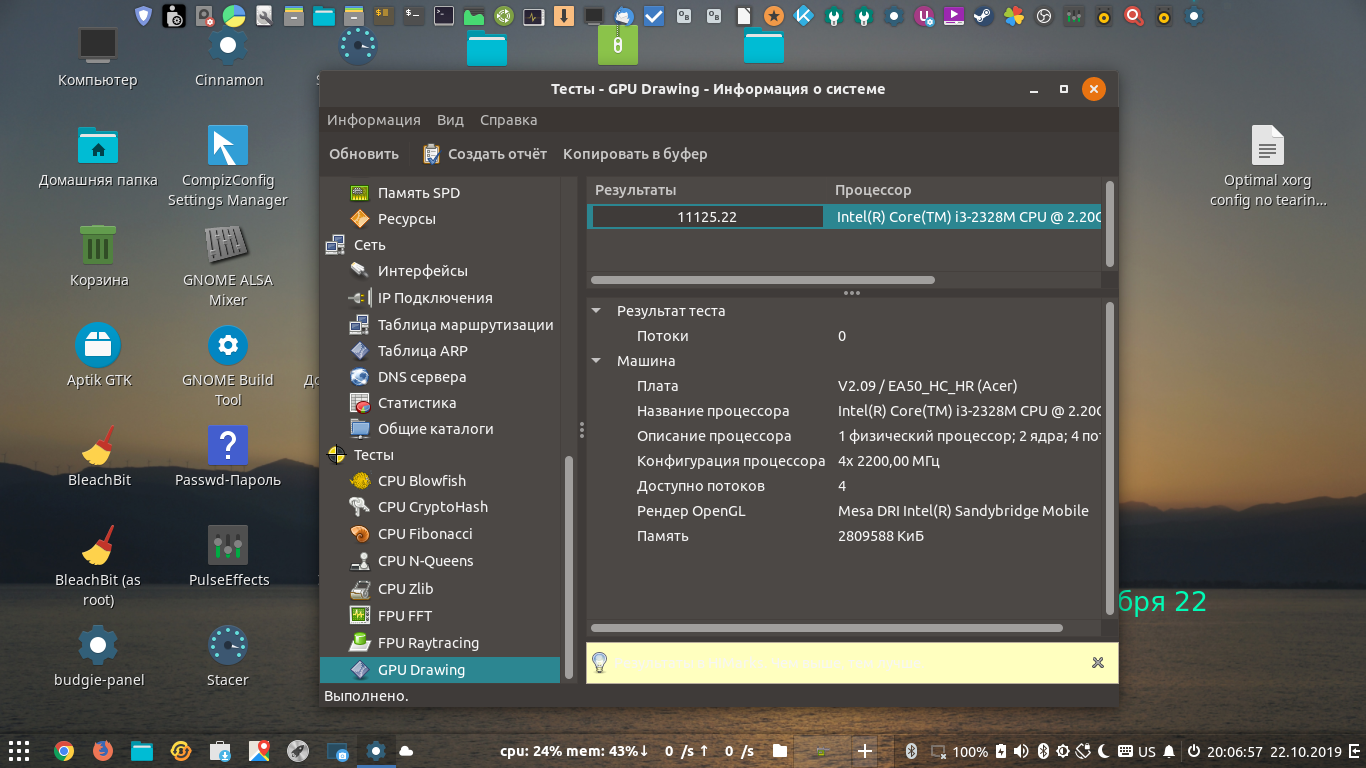 Компьютер
Cinnamon
Тесты - GPU Drawing - Информация о системе
Информация Вид Справка
Обновить Создать отчёт Копировать в буфер
Домашняя папка
CompizConfig
Settings Manager
Корзина
GNOME ALSA
Mixer
Aptik GTK
GNOME Build
Tool
BleachBit
Passwd-Пароль
BleachBit (as
root)
PulseEffects
budgie-panel
Stacer
Память SPD
Ресурсы
Сеть
Интерфейсы
IP Подключения
Таблица маршрутизации
Таблица ARP
DNS сервера
Статистика
Общие каталоги
Тесты
CPU Blowfish
CPU CryptoHash
CPU Fibonacci
CPU N-Queens
CPU Zlib
FPU FFT
FPU Raytracing
GPU Drawing
Выполнено.
Результаты Процессор
11125.22 Intel(R) Core(TM) i3-2328M CPU @ 2.20
Результат теста
Потоки 0
Машина
Плата V2.09 / EA50_HC_HR (Acer)
Название процессора Intel(R) Core(TM) i3-2328M CPU @ 2.20
Описание процессора 1 физический процессор; 2 ядра; 4 по
Конфигурация процессора 4x 2200,00 МГц
Доступно потоков 4
Рендер OpenGL Mesa DRI Intel(R) Sandybridge Mobile
Память 2809588 КиБ
Optimal xorg
config no tearin...
бря 22
cpu: 24% mem: 43%↓ 0 /s ↑ 0 /s
100% US 20:06:57 22.10.2019